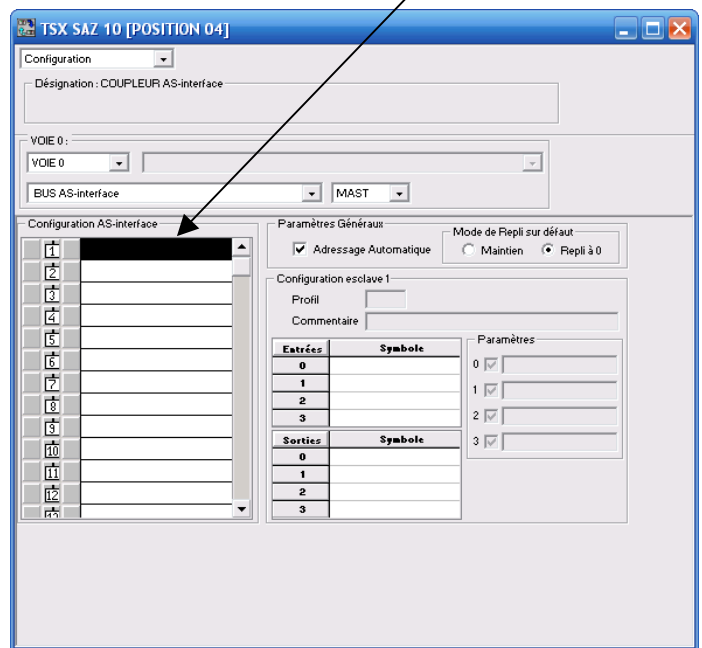 TSX SAZ 10 [POSITION 04]
Configuration
Désignation : COUPLEUR AS-interface
VOIE 0 :
VOIE 0
BUS AS-interface
MAST
Configuration AS-interface
1
2
3
4
5
6
7
8
9
10
11
12
13
Paramètres Généraux
Adressage Automatique
Mode de Repli sur défaut
Maintien
Repli à 0
Configuration esclave 1
Profil
Commentaire
Entrées Symbole
0
1
2
3
Sorties Symbole
0
1
2
3
Paramètres
0
1
2
3